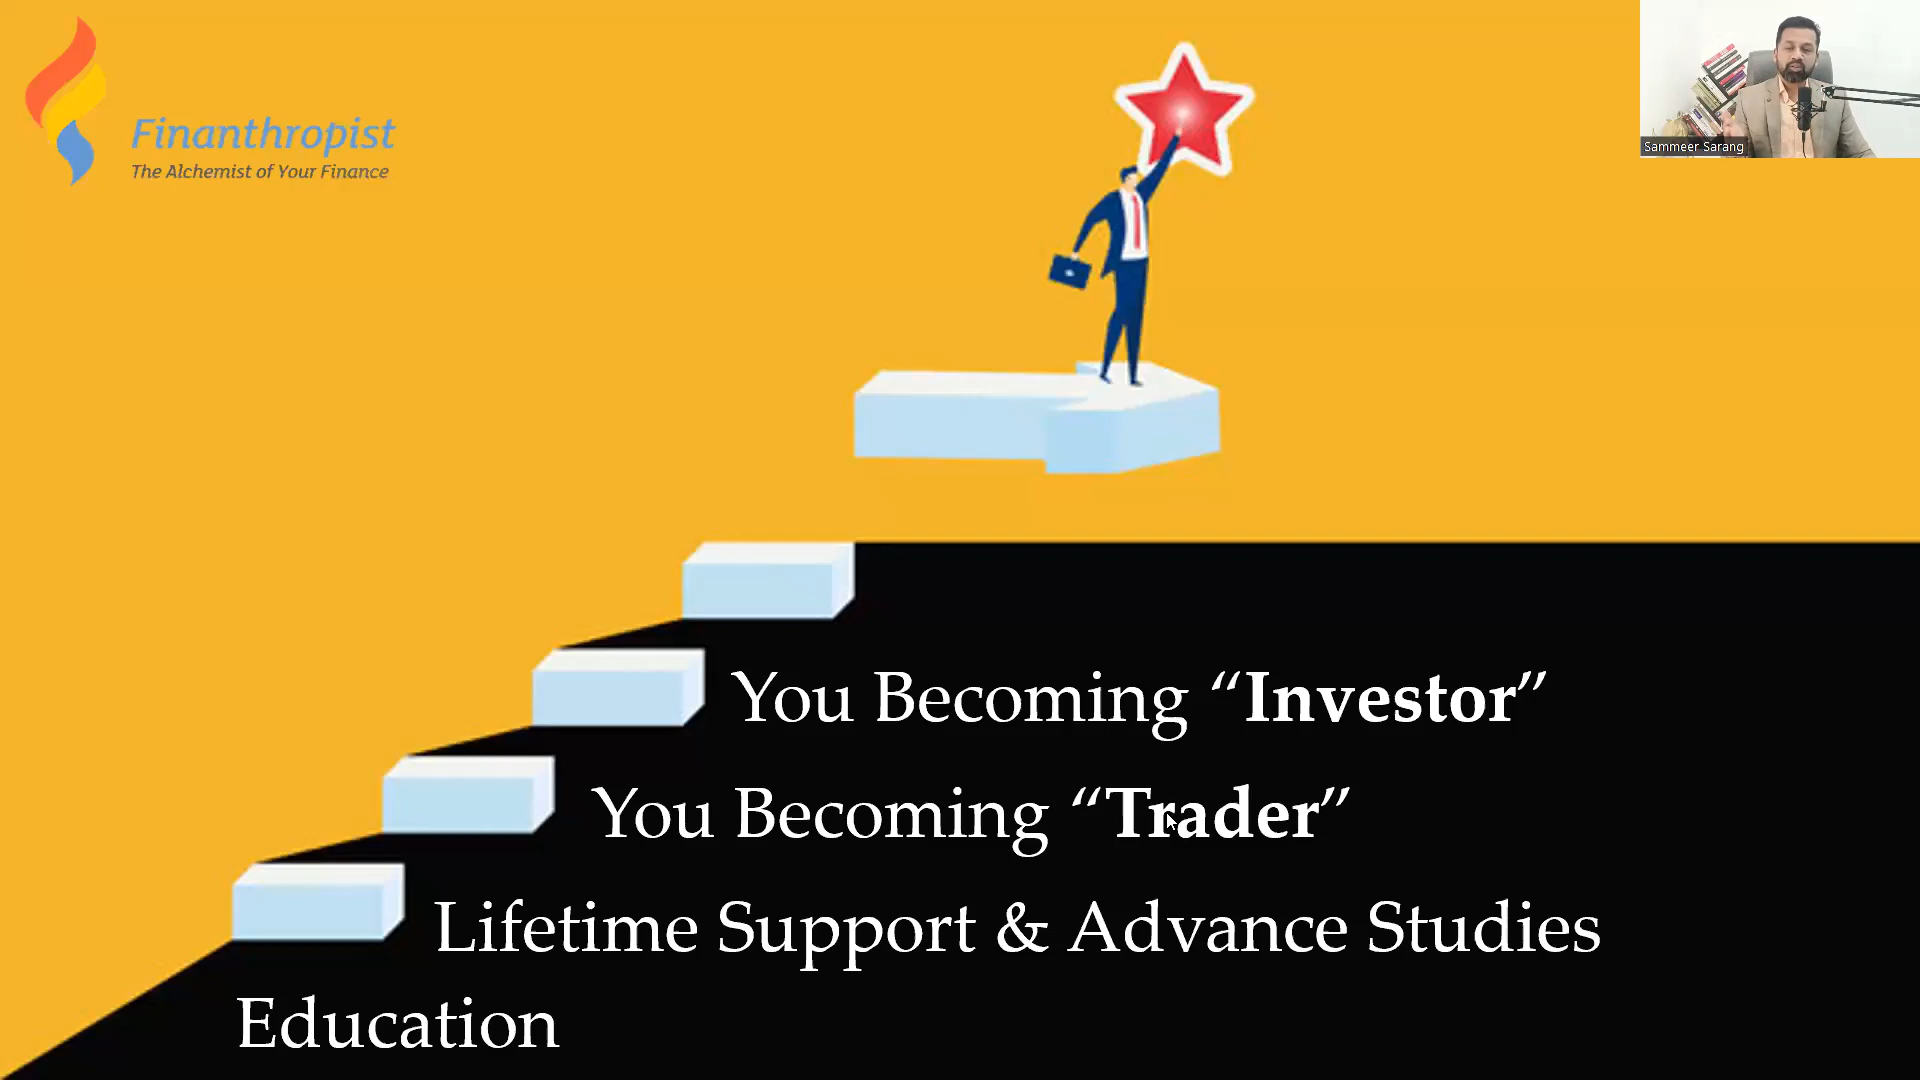 Finanthropist
The Alchemist of Your Finance
Sammeer Sarang
You Becoming “Investor”
You Becoming “Trader”
Lifetime Support & Advance Studies
Education